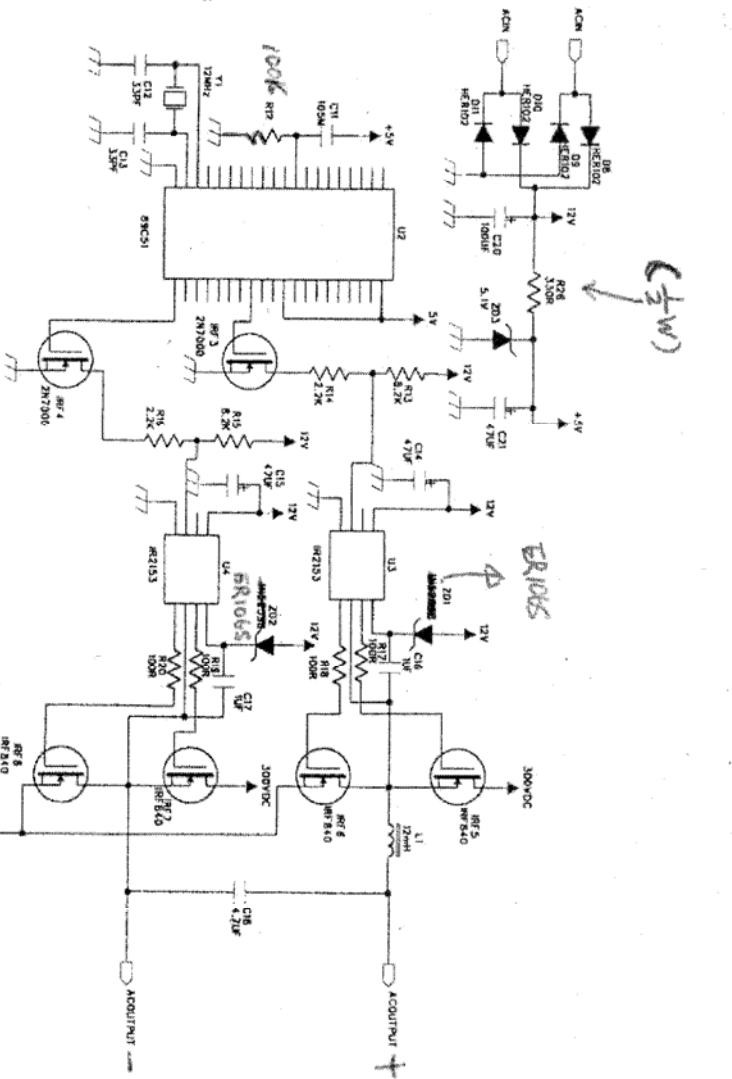 ACIN
ACIN
D11
HER102
D10
HER102
D9
HER102
D8
HER102
12V
C20
100UF
R26
330R
(½W)
ZD3
5.1V
C21
47UF
+5V
100K
R12
C11
105M
+5V
Y1
12MHz
C12
33PF
C13
33PF
89C51
U2
5V
IRF3
2N7000
IRF4
2N7000
R14
2.2K
R13
8.2K
12V
R16
2.2K
R15
8.2K
12V
C14
47UF
12V
C15
47UF
12V
IR2153
U3
IR2153
U4
ZD1
ER106S
12V
ZD2
ER106S
12V
C16
1UF
R17
100R
R18
100R
C17
1UF
R19
100R
R20
100R
300VDC
IRF5
IRF840
IRF6
IRF840
300VDC
IRF7
IRF840
IRF8
IRF840
L1
12mH
C18
4.7UF
ACOUTPUT +
ACOUTPUT –